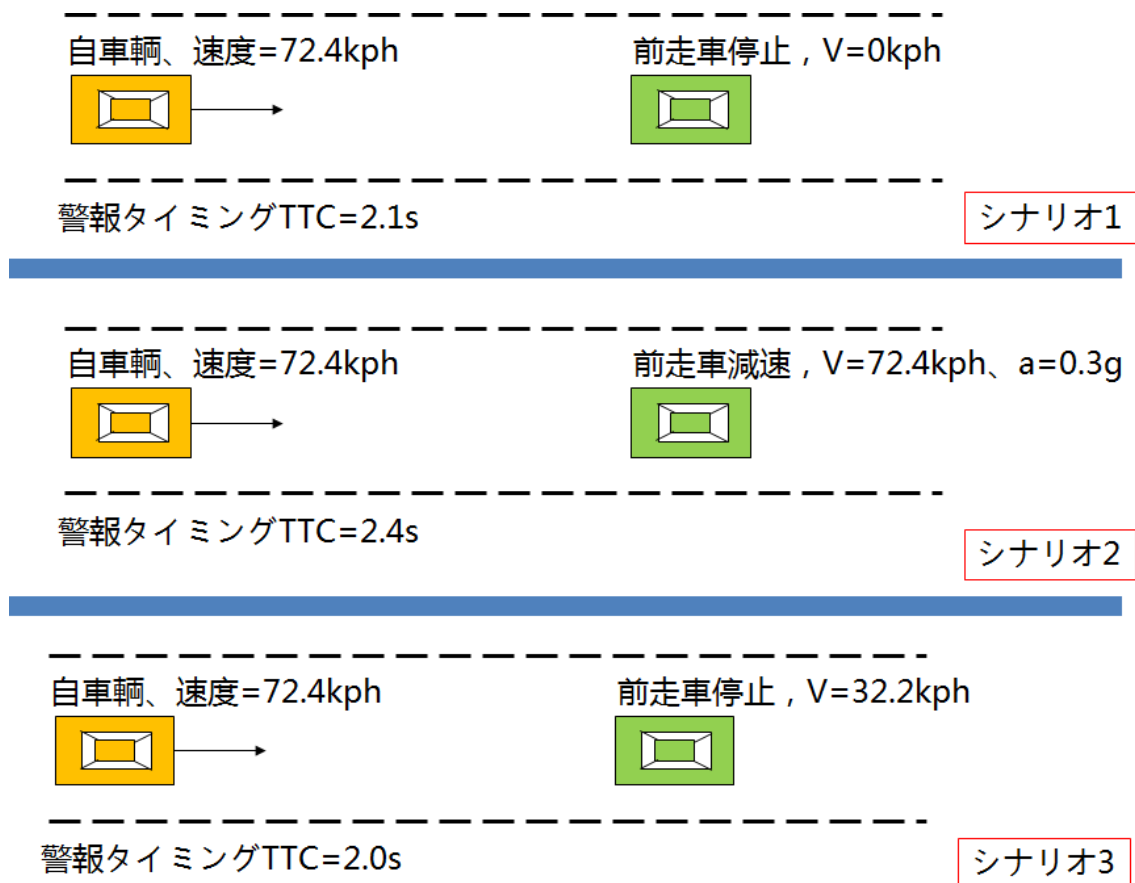 自車輌、速度=72.4kph
前走車停止，V=0kph
警報タイミングTTC=2.1s
シナリオ1
自車輌、速度=72.4kph
前走車減速，V=72.4kph、a=0.3g
警報タイミングTTC=2.4s
シナリオ2
自車輌、速度=72.4kph
前走車停止，V=32.2kph
警報タイミングTTC=2.0s
シナリオ3